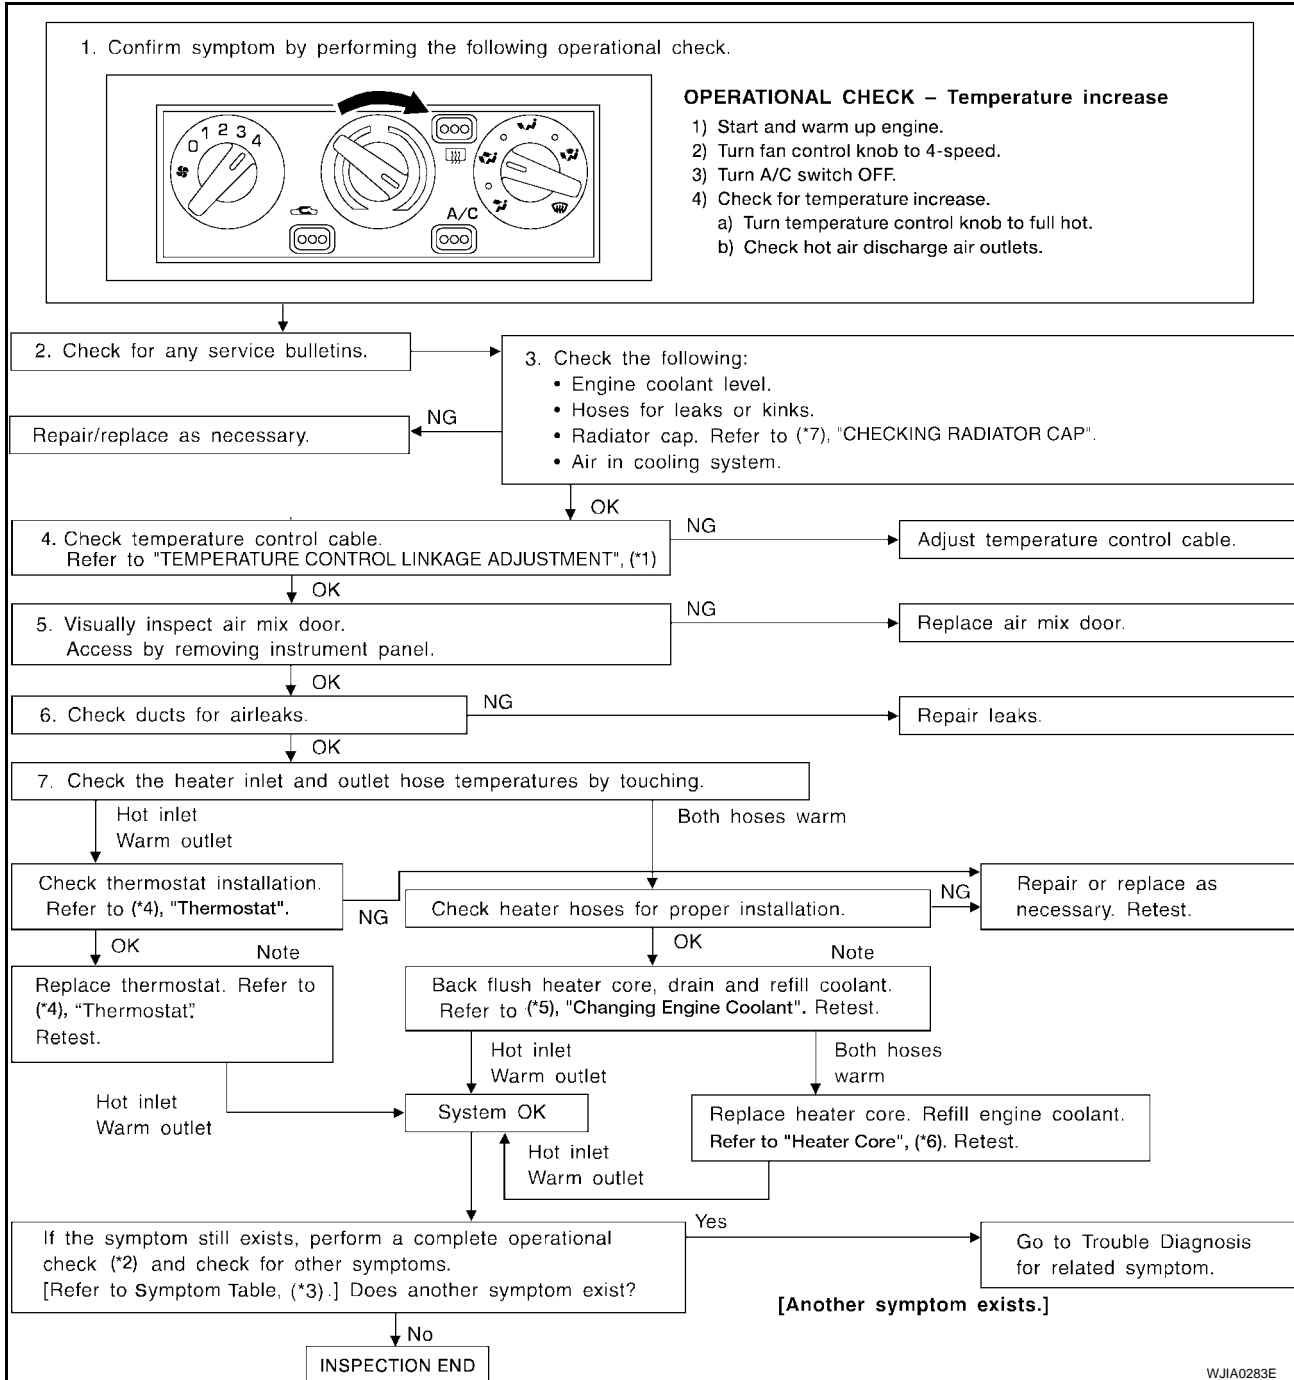 1. Confirm symptom by performing the following operational check.
0 1 2 3 4
A/C
OPERATIONAL CHECK – Temperature increase
1) Start and warm up engine.
2) Turn fan control knob to 4-speed.
3) Turn A/C switch OFF.
4) Check for temperature increase.
a) Turn temperature control knob to full hot.
b) Check hot air discharge air outlets.
2. Check for any service bulletins.
3. Check the following:
• Engine coolant level.
• Hoses for leaks or kinks.
• Radiator cap. Refer to (*7), "CHECKING RADIATOR CAP".
• Air in cooling system.
NG
Repair/replace as necessary.
OK
4. Check temperature control cable.
Refer to "TEMPERATURE CONTROL LINKAGE ADJUSTMENT", (*1)
NG
Adjust temperature control cable.
OK
5. Visually inspect air mix door.
Access by removing instrument panel.
NG
Replace air mix door.
OK
6. Check ducts for airleaks.
NG
Repair leaks.
OK
7. Check the heater inlet and outlet hose temperatures by touching.
Hot inlet
Warm outlet
Both hoses warm
Check thermostat installation.
Refer to (*4), "Thermostat".
NG
Check heater hoses for proper installation.
NG
Repair or replace as
necessary. Retest.
OK
Note
OK
Note
Replace thermostat. Refer to
(*4), “Thermostat”.
Retest.
Back flush heater core, drain and refill coolant.
Refer to (*5), "Changing Engine Coolant". Retest.
Hot inlet
Warm outlet
Both hoses
warm
Hot inlet
Warm outlet
System OK
Replace heater core. Refill engine coolant.
Refer to "Heater Core", (*6). Retest.
Hot inlet
Warm outlet
If the symptom still exists, perform a complete operational
check (*2) and check for other symptoms.
[Refer to Symptom Table, (*3).] Does another symptom exist?
Yes
Go to Trouble Diagnosis
for related symptom.
[Another symptom exists.]
No
INSPECTION END
WJIA0283E